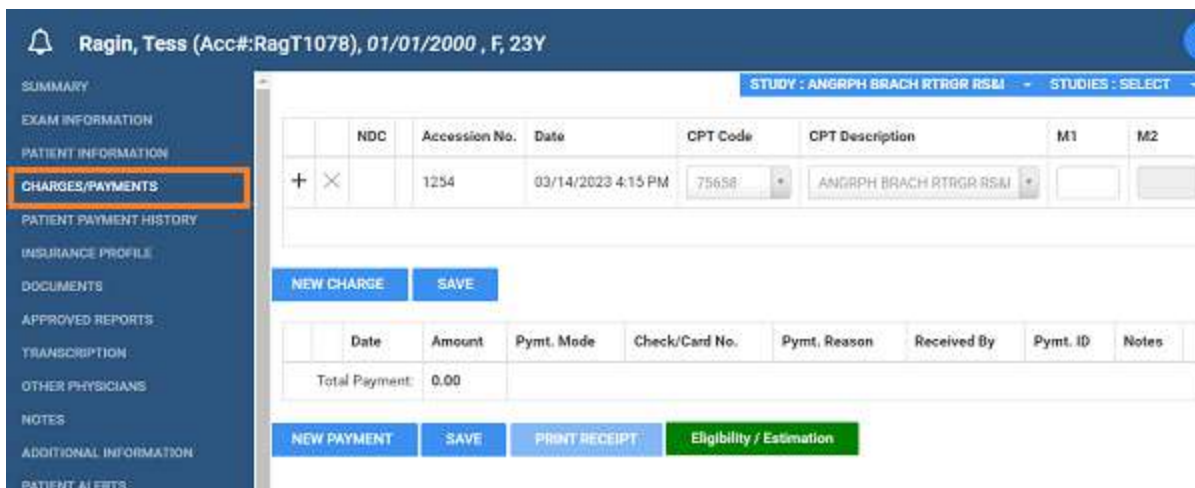 Ragin, Tess (Acc#:RagT1078), 01/01/2000 , F, 23Y
SUMMARY
EXAM INFORMATION
PATIENT INFORMATION
CHARGES/PAYMENTS
PATIENT PAYMENT HISTORY
INSURANCE PROFILE
DOCUMENTS
APPROVED REPORTS
TRANSCRIPTION
OTHER PHYSICIANS
NOTES
ADDITIONAL INFORMATION
PATIENT ALERTS
STUDY : ANGRPH BRACH RTRGR RS&I STUDIES : SELECT
NDC Accession No. Date CPT Code CPT Description M1 M2
+ × 1254 03/14/2023 4:15 PM 75658 ANGRPH BRACH RTRGR RS&I
NEW CHARGE SAVE
Date Amount Pymt. Mode Check/Card No. Pymt. Reason Received By Pymt. ID Notes
Total Payment: 0.00
NEW PAYMENT SAVE PRINT RECEIPT Eligibility / Estimation